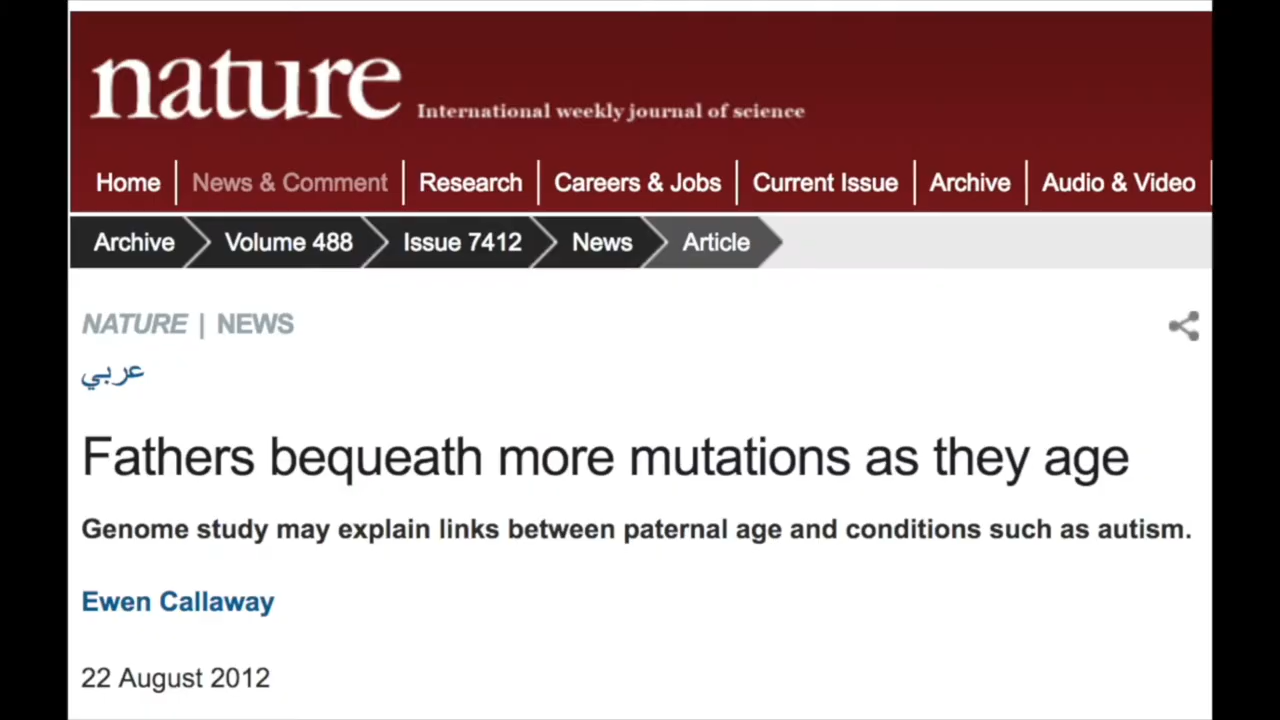 nature International weekly journal of science
Home News & Comment Research Careers & Jobs Current Issue Archive Audio & Video
Archive Volume 488 Issue 7412 News Article
NATURE | NEWS
عربي
Fathers bequeath more mutations as they age
Genome study may explain links between paternal age and conditions such as autism.
Ewen Callaway
22 August 2012